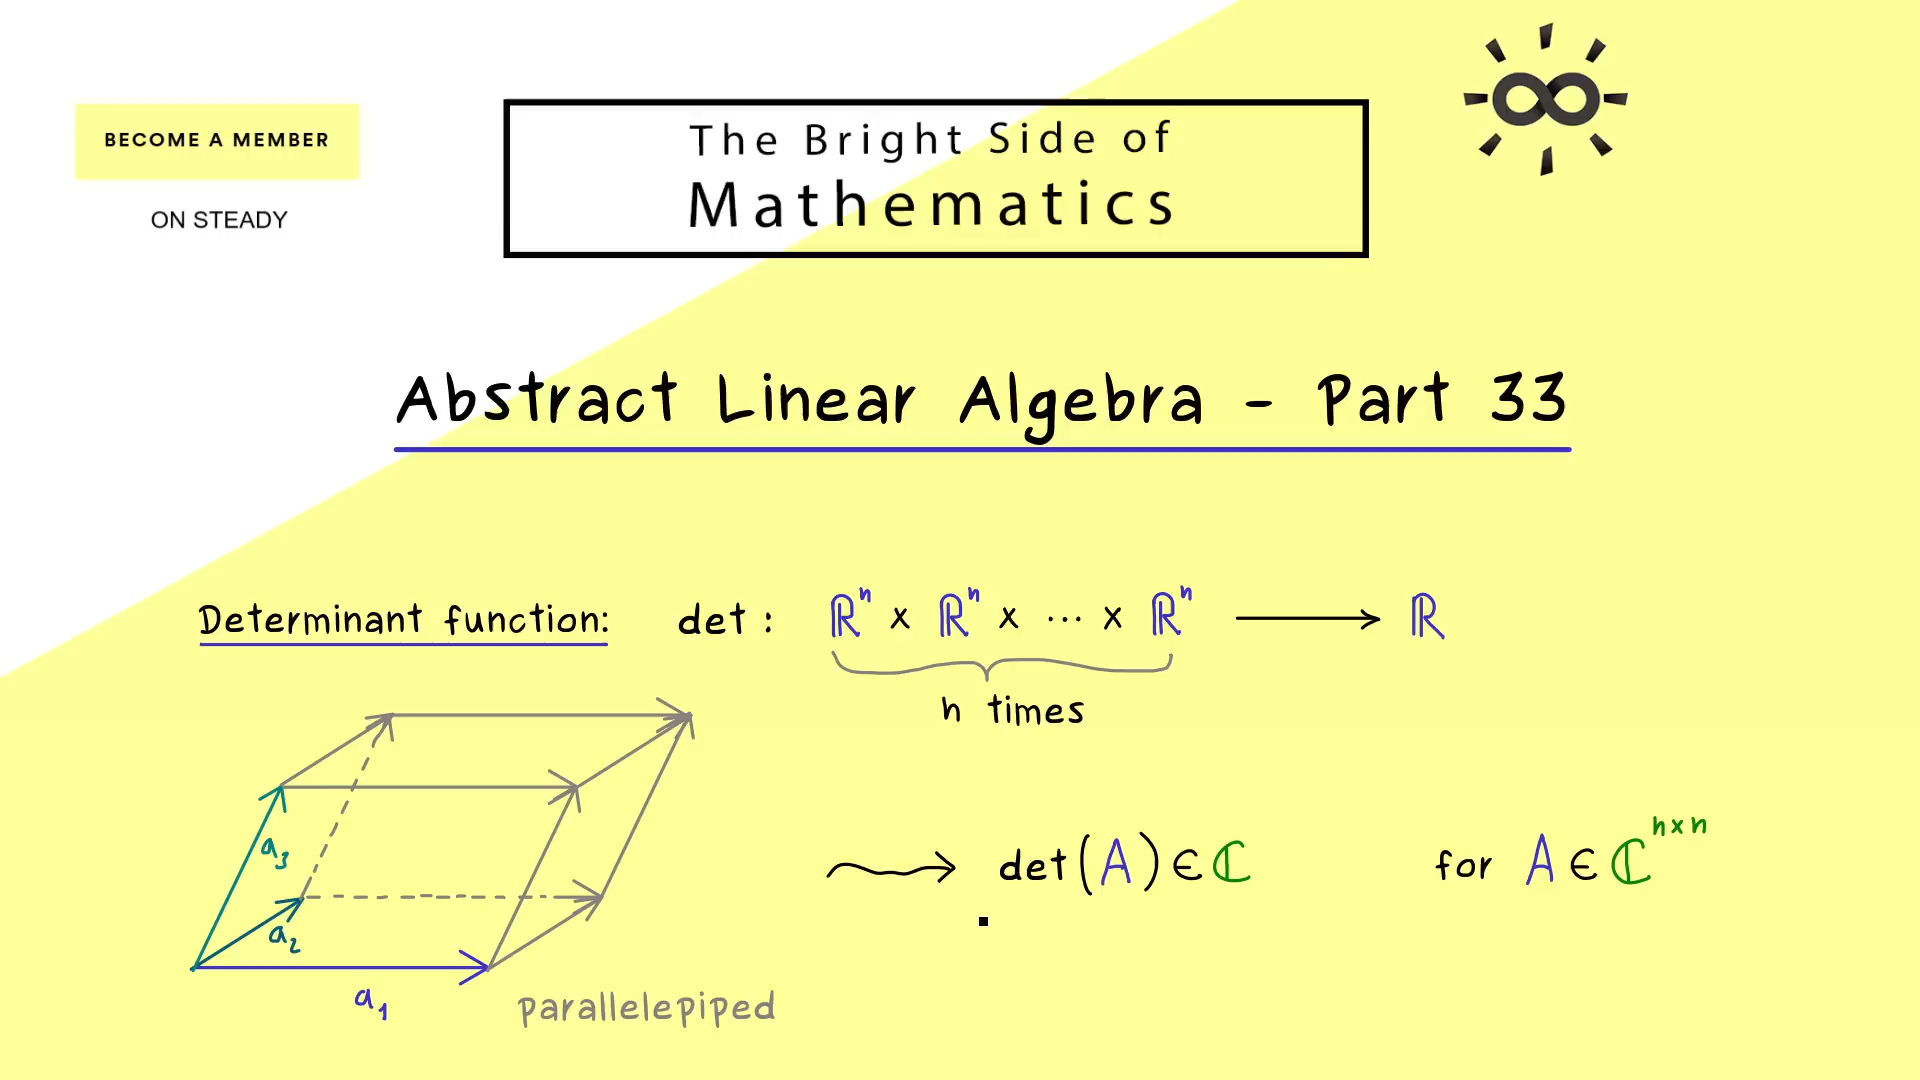 BECOME A MEMBER
ON STEADY
The Bright Side of
Mathematics
Abstract Linear Algebra - Part 33
Determinant function: det : ℝⁿ × ℝⁿ × ⋯ × ℝⁿ ⟶ ℝ
n times
a₃
a₂
a₁
parallelepiped
⇝ det(A) ∈ ℂ for A ∈ ℂⁿˣⁿ